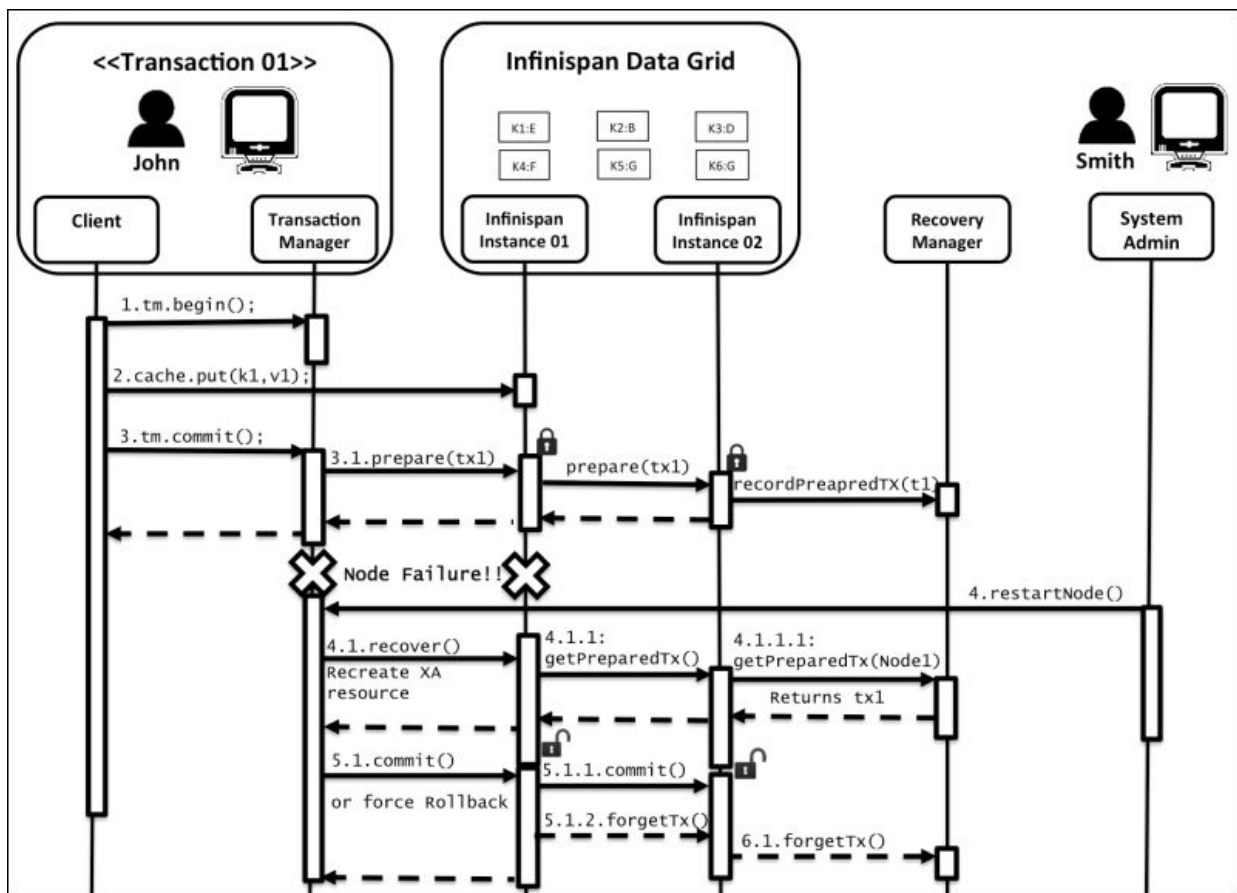 <<Transaction 01>>
Infinispan Data Grid
John
K1:E
K2:B
K3:D
K4:F
K5:G
K6:G
Smith
Client
Transaction
Manager
Infinispan
Instance 01
Infinispan
Instance 02
Recovery
Manager
System
Admin
1.tm.begin();
2.cache.put(k1,v1);
3.tm.commit();
3.1.prepare(tx1)
prepare(tx1)
recordPreapredTX(t1)
Node Failure!!
4.restartNode()
4.1.recover()
Recreate XA
resource
4.1.1:
getPreparedTx()
4.1.1.1:
getPreparedTx(Node1)
Returns tx1
5.1.commit()
or force Rollback
5.1.1.commit()
5.1.2.forgetTx()
6.1.forgetTx()